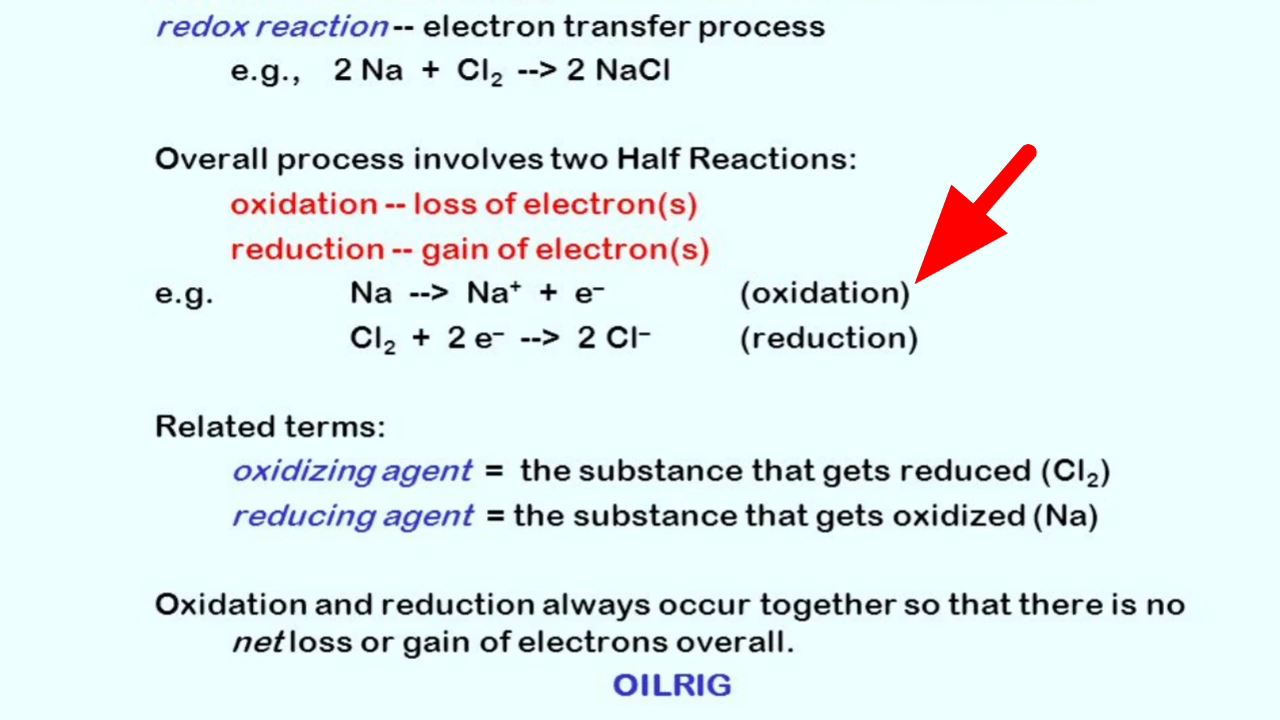 redox reaction -- electron transfer process
e.g., 2 Na + Cl₂ --> 2 NaCl
Overall process involves two Half Reactions:
oxidation -- loss of electron(s)
reduction -- gain of electron(s)
e.g. Na --> Na⁺ + e⁻ (oxidation)
Cl₂ + 2 e⁻ --> 2 Cl⁻ (reduction)
Related terms:
oxidizing agent = the substance that gets reduced (Cl₂)
reducing agent = the substance that gets oxidized (Na)
Oxidation and reduction always occur together so that there is no
net loss or gain of electrons overall.
OILRIG